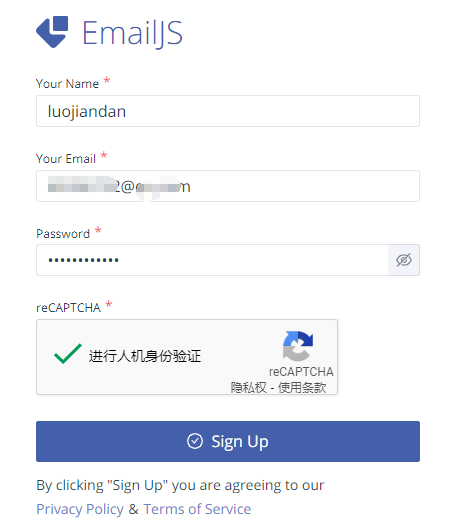 EmailJS
Your Name *
luojiandan
Your Email *
2@
m
Password *
••••••••••••
reCAPTCHA *
进行人机身份验证
reCAPTCHA
隐私权 - 使用条款
Sign Up
By clicking "Sign Up" you are agreeing to our
Privacy Policy & Terms of Service